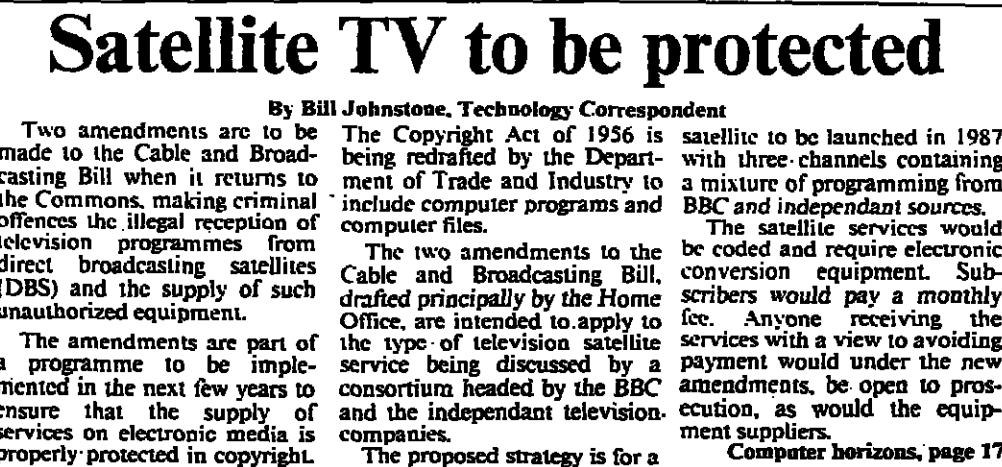 Satellite TV to be protected
By Bill Johnstone, Technology Correspondent
Two amendments are to be
made to the Cable and Broad-
casting Bill when it returns to
the Commons, making criminal
offences the illegal reception of
television programmes from
direct broadcasting satellites
(DBS) and the supply of such
unauthorized equipment.
The amendments are part of
a programme to be imple-
mented in the next few years to
ensure that the supply of
services on electronic media is
properly protected in copyright.
The Copyright Act of 1956 is
being redrafted by the Depart-
ment of Trade and Industry to
include computer programs and
computer files.
The two amendments to the
Cable and Broadcasting Bill,
drafted principally by the Home
Office, are intended to apply to
the type of television satellite
service being discussed by a
consortium headed by the BBC
and the independant television
companies.
The proposed strategy is for a
satellite to be launched in 1987
with three channels containing
a mixture of programming from
BBC and independant sources.
The satellite services would
be coded and require electronic
conversion equipment. Sub-
scribers would pay a monthly
fee. Anyone receiving the
services with a view to avoiding
payment would under the new
amendments, be open to pros-
ecution, as would the equip-
ment suppliers.
Computer horizons, page 17